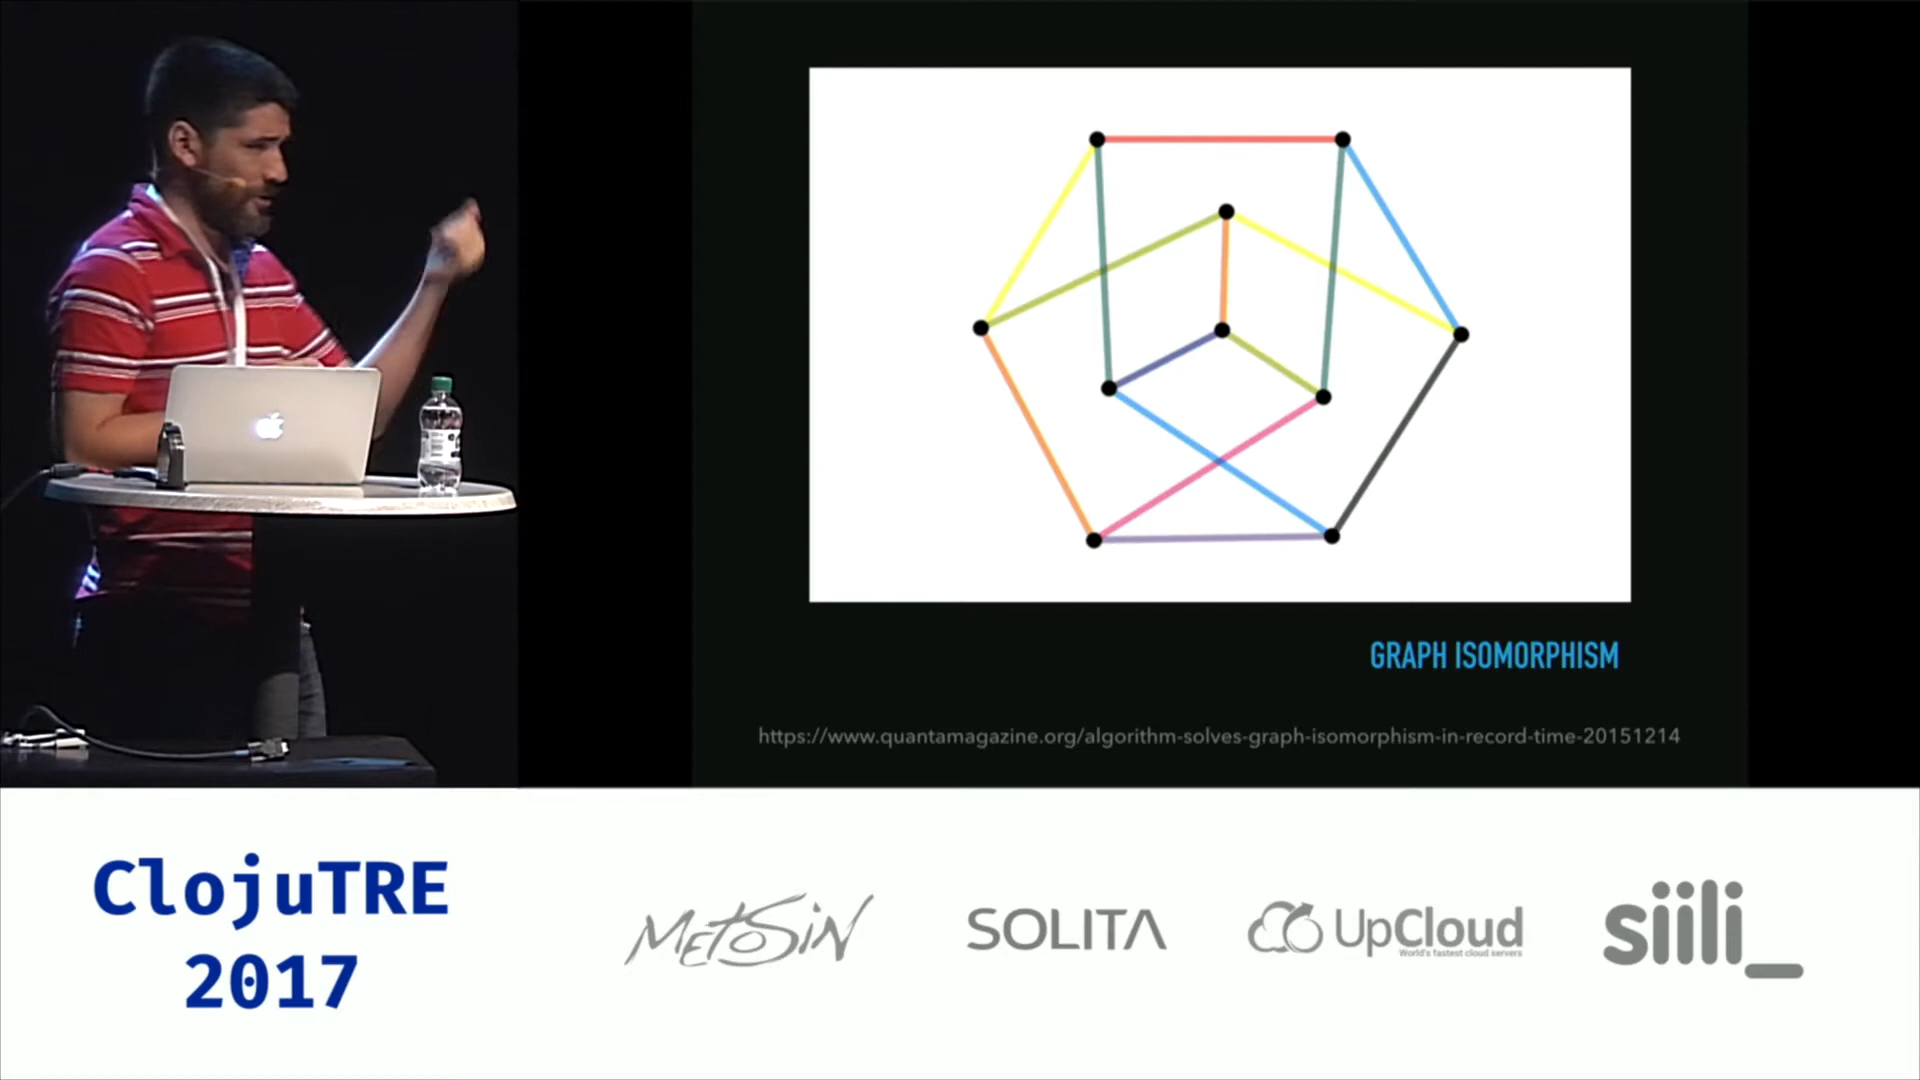 GRAPH ISOMORPHISM
https://www.quantamagazine.org/algorithm-solves-graph-isomorphism-in-record-time-20151214
ClojuTRE
2017
METOSIN
SOLITA
UpCloud
World's fastest cloud servers
siili_